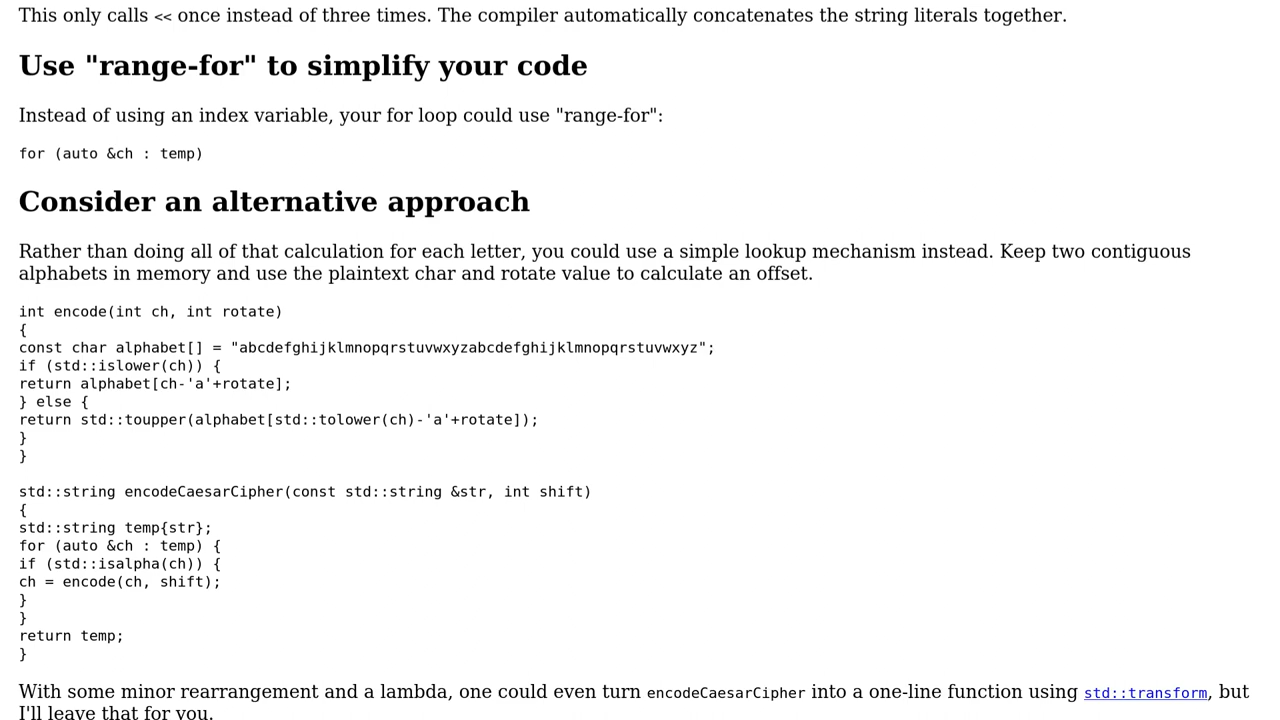 This only calls << once instead of three times. The compiler automatically concatenates the string literals together.
Use "range-for" to simplify your code
Instead of using an index variable, your for loop could use "range-for":
for (auto &ch : temp)
Consider an alternative approach
Rather than doing all of that calculation for each letter, you could use a simple lookup mechanism instead. Keep two contiguous
alphabets in memory and use the plaintext char and rotate value to calculate an offset.
int encode(int ch, int rotate)
{
const char alphabet[] = "abcdefghijklmnopqrstuvwxyzabcdefghijklmnopqrstuvwxyz";
if (std::islower(ch)) {
return alphabet[ch-'a'+rotate];
} else {
return std::toupper(alphabet[std::tolower(ch)-'a'+rotate]);
}
}
std::string encodeCaesarCipher(const std::string &str, int shift)
{
std::string temp{str};
for (auto &ch : temp) {
if (std::isalpha(ch)) {
ch = encode(ch, shift);
}
}
return temp;
}
With some minor rearrangement and a lambda, one could even turn encodeCaesarCipher into a one-line function using std::transform, but
I'll leave that for you.